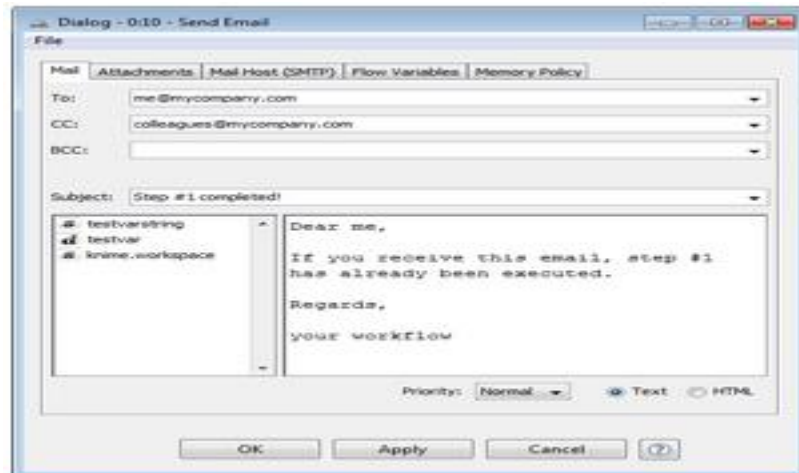 Dialog - 0:10 - Send Email
File
Mail Attachments Mail Host (SMTP) Flow Variables Memory Policy
To: me@mycompany.com
CC: colleagues@mycompany.com
BCC:
Subject: Step #1 completed!
testvarstring
testvar
knime.workspace
Dear me,
If you receive this email, step #1
has already been executed.
Regards,
your workflow
Priority: Normal Text HTML
OK Apply Cancel ?